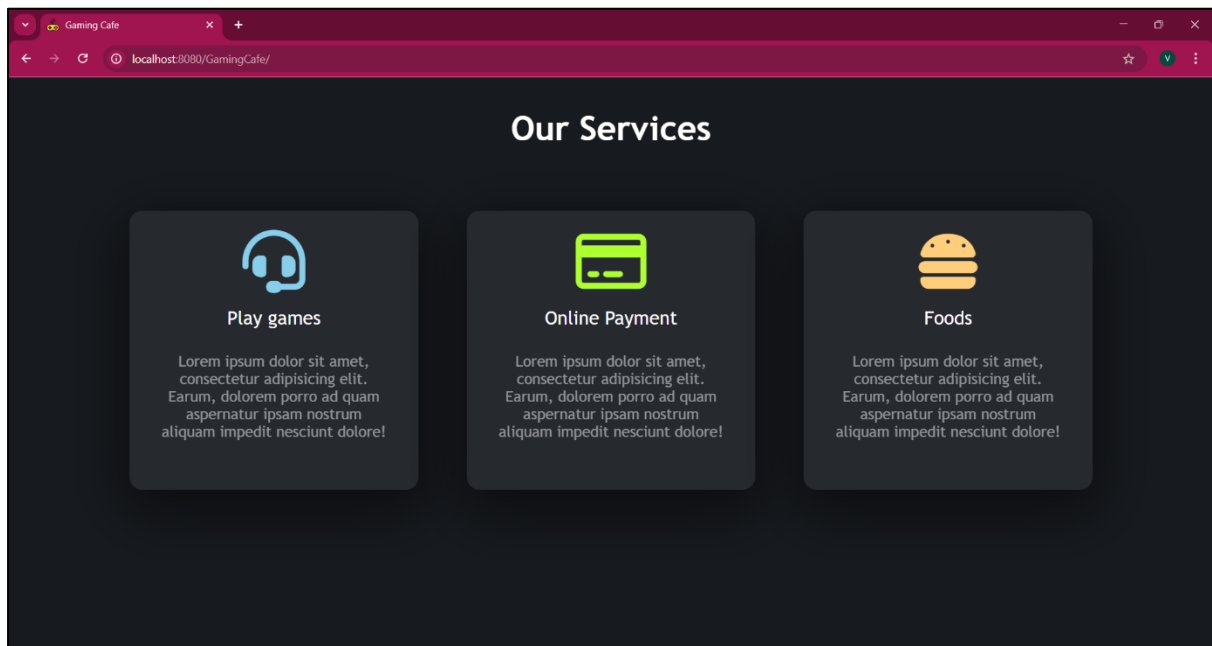 Gaming Cafe
localhost:8080/GamingCafe/
V
Our Services
Play games
Lorem ipsum dolor sit amet,
consectetur adipisicing elit.
Earum, dolorem porro ad quam
aspernatur ipsam nostrum
aliquam impedit nesciunt dolore!
Online Payment
Lorem ipsum dolor sit amet,
consectetur adipisicing elit.
Earum, dolorem porro ad quam
aspernatur ipsam nostrum
aliquam impedit nesciunt dolore!
Foods
Lorem ipsum dolor sit amet,
consectetur adipisicing elit.
Earum, dolorem porro ad quam
aspernatur ipsam nostrum
aliquam impedit nesciunt dolore!